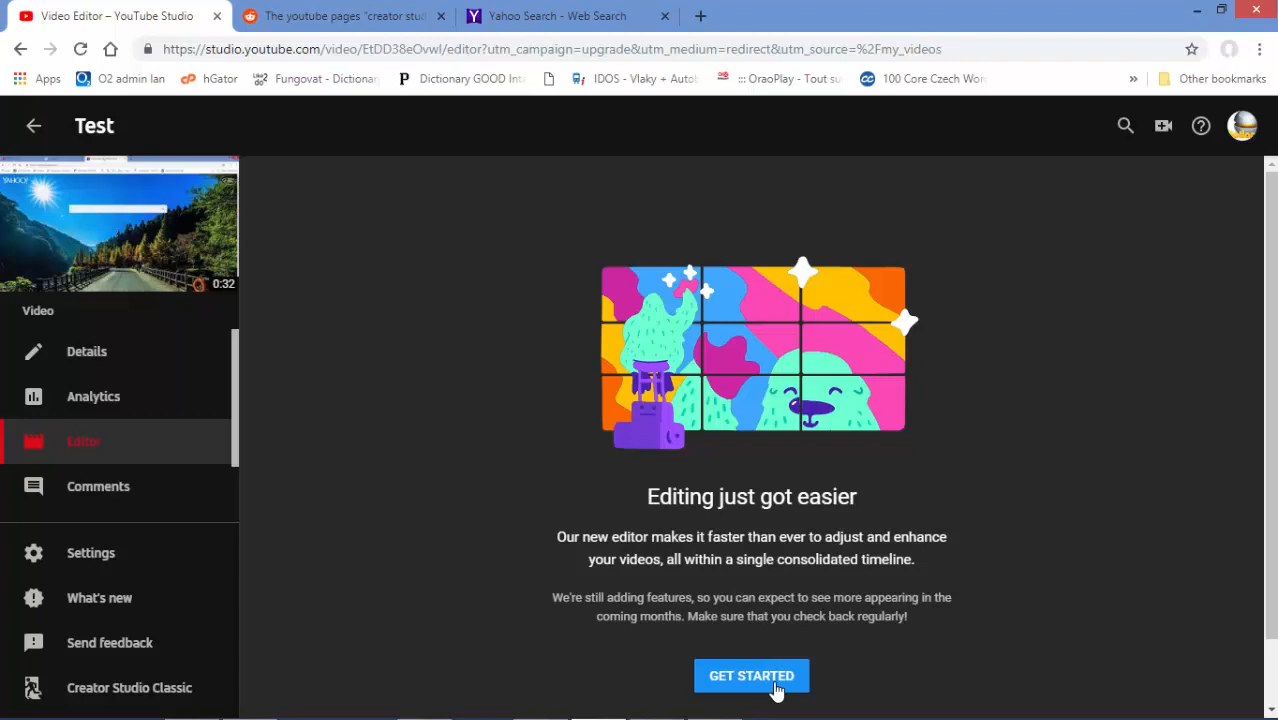 Video Editor – YouTube Studio
The youtube pages "creator stud
Yahoo Search - Web Search
https://studio.youtube.com/video/EtDD38eOvwI/editor?utm_campaign=upgrade&utm_medium=redirect&utm_source=%2Fmy_videos
Apps
O2 admin lan
hGator
Fungovat - Dictionar
Dictionary GOOD Inte
IDOS - Vlaky + Autob
::: OraoPlay - Tout su
100 Core Czech Wor
Other bookmarks
Test
YAHOO!
0:32
Video
Details
Analytics
Editor
Comments
Settings
What's new
Send feedback
Creator Studio Classic
Editing just got easier
Our new editor makes it faster than ever to adjust and enhance
your videos, all within a single consolidated timeline.
We're still adding features, so you can expect to see more appearing in the
coming months. Make sure that you check back regularly!
GET STARTED